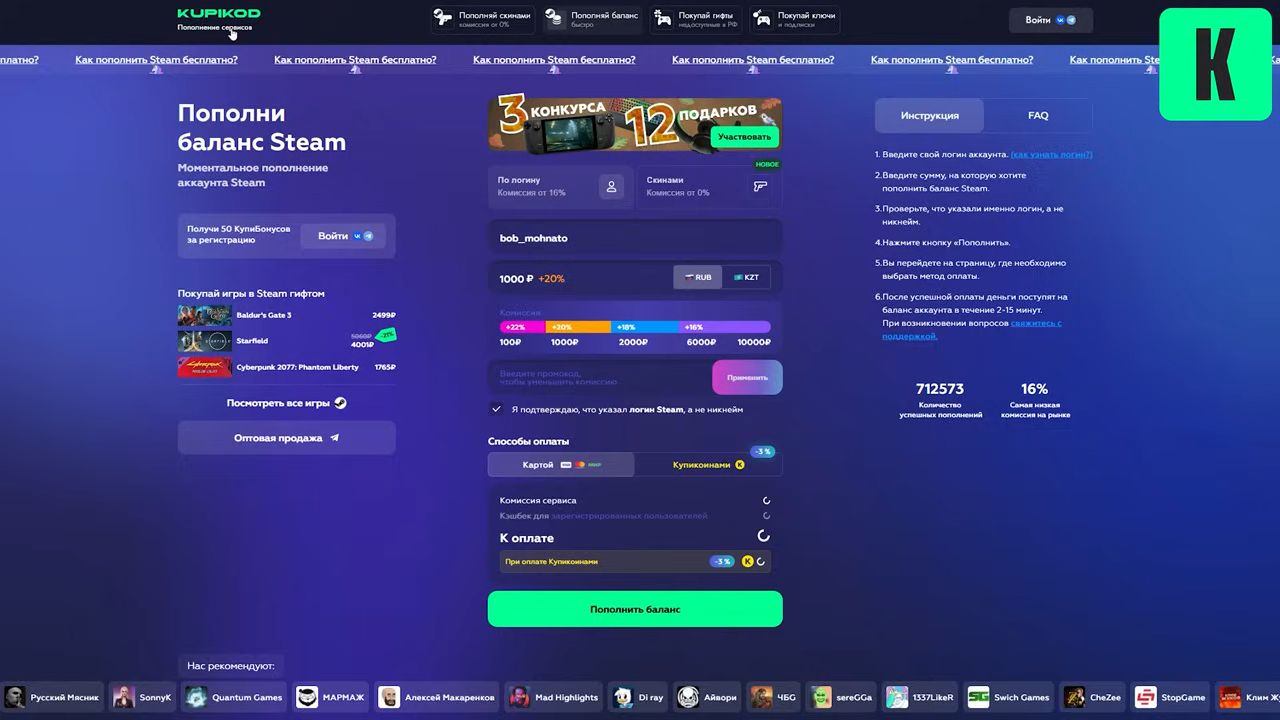 KUPIKOD
Пополнение сервисов
Пополняй скинами
комиссия от 0%
Пополняй баланс
быстро
Покупай гифты
недоступные в РФ
Покупай ключи
и подписки
Войти
K
платно?
Как пополнить Steam бесплатно?
Как пополнить Steam бесплатно?
Как пополнить Steam бесплатно?
Как пополнить Steam бесплатно?
Как пополнить Steam бесплатно?
Как пополнить
Пополни
баланс Steam
Моментальное пополнение
аккаунта Steam
Получи 50 КупиБонусов
за регистрацию
Войти
Покупай игры в Steam гифтом
Baldur's Gate 3
2499₽
Starfield
5060₽
-21%
4001₽
Cyberpunk 2077: Phantom Liberty
1765₽
Посмотреть все игры
Оптовая продажа
3 КОНКУРСА
12 ПОДАРКОВ
Участвовать
НОВОЕ
По логину
Комиссия от 16%
Скинами
Комиссия от 0%
bob_mohnato
1000 ₽ +20%
RUB
KZT
Комиссия
+22%
+20%
+18%
+16%
100₽
1000₽
2000₽
6000₽
10000₽
Введите промокод,
чтобы уменьшить комиссию
Применить
Я подтверждаю, что указал логин Steam, а не никнейм
Способы оплаты
-3 %
Картой
VISA
МИР
Купикоинами
K
Комиссия сервиса
Кэшбек для зарегистрированных пользователей
К оплате
При оплате Купикоинами
-3 %
K
Пополнить баланс
Инструкция
FAQ
1. Введите свой логин аккаунта. (как узнать логин?)
2.Введите сумму, на которую хотите
пополнить баланс Steam.
3.Проверьте, что указали именно логин, а не
никнейм.
4.Нажмите кнопку «Пополнить».
5.Вы перейдете на страницу, где необходимо
выбрать метод оплаты.
6.После успешной оплаты деньги поступят на
баланс аккаунта в течение 2-15 минут.
При возникновении вопросов свяжитесь с
поддержкой.
712573
Количество
успешных пополнений
16%
Самая низкая
комиссия на рынке
Нас рекомендуют:
Русский Мясник
SonnyK
Quantum Games
МАРМАЖ
Алексей Макаренков
Mad Highlights
Di ray
Айвори
ЧБГ
sereGGa
1337LikeR
Swich Games
CheZee
StopGame
Клим Ж